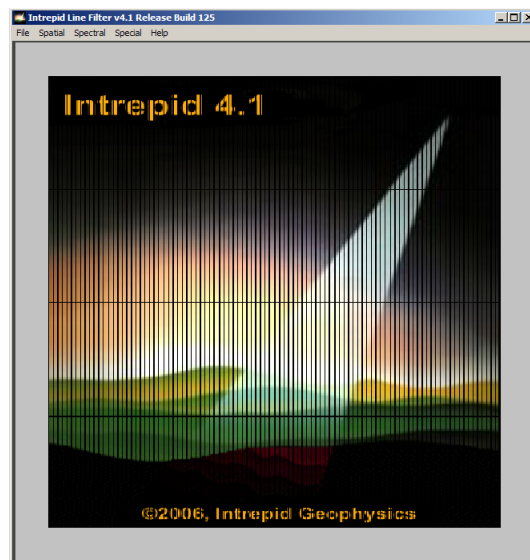 Intrepid Line Filter v4.1 Release Build 125
File Spatial Spectral Special Help
Intrepid 4.1
©2006, Intrepid Geophysics